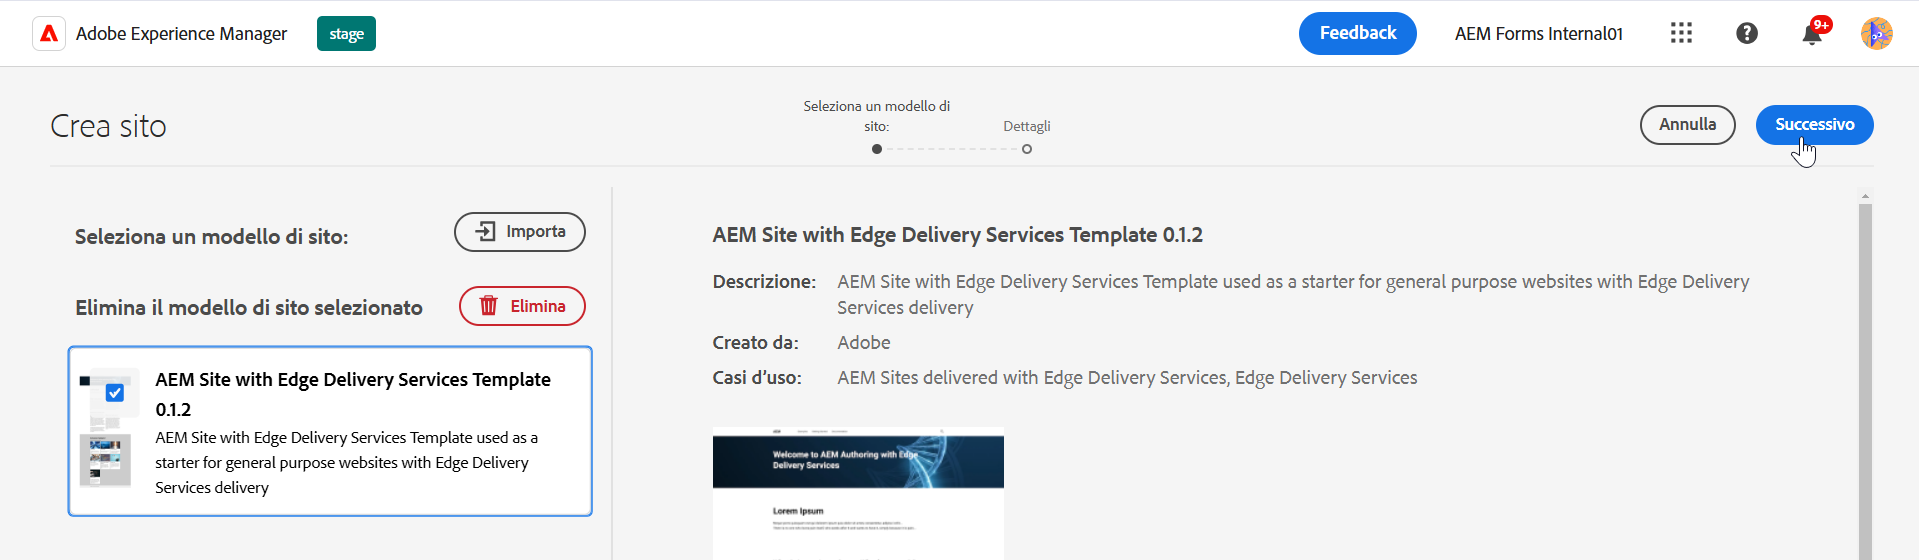 Adobe Experience Manager
stage
Feedback
AEM Forms Internal01
9+
Crea sito
Seleziona un modello di
sito:
Dettagli
Annulla
Successivo
Seleziona un modello di sito:
Importa
Elimina il modello di sito selezionato
Elimina
AEM Site with Edge Delivery Services Template
0.1.2
AEM Site with Edge Delivery Services Template used as a
starter for general purpose websites with Edge Delivery
Services delivery
AEM Site with Edge Delivery Services Template 0.1.2
Descrizione: AEM Site with Edge Delivery Services Template used as a starter for general purpose websites with Edge Delivery
Services delivery
Creato da: Adobe
Casi d’uso: AEM Sites delivered with Edge Delivery Services, Edge Delivery Services
Welcome to AEM Authoring with Edge
Delivery Services
Lorem Ipsum